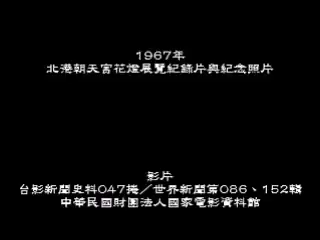 1967年
北港朝天宮花燈展覽紀錄片與紀念照片
影片
台影新聞史料047捲／世界新聞第086、152輯
中華民國財團法人國家電影資料館